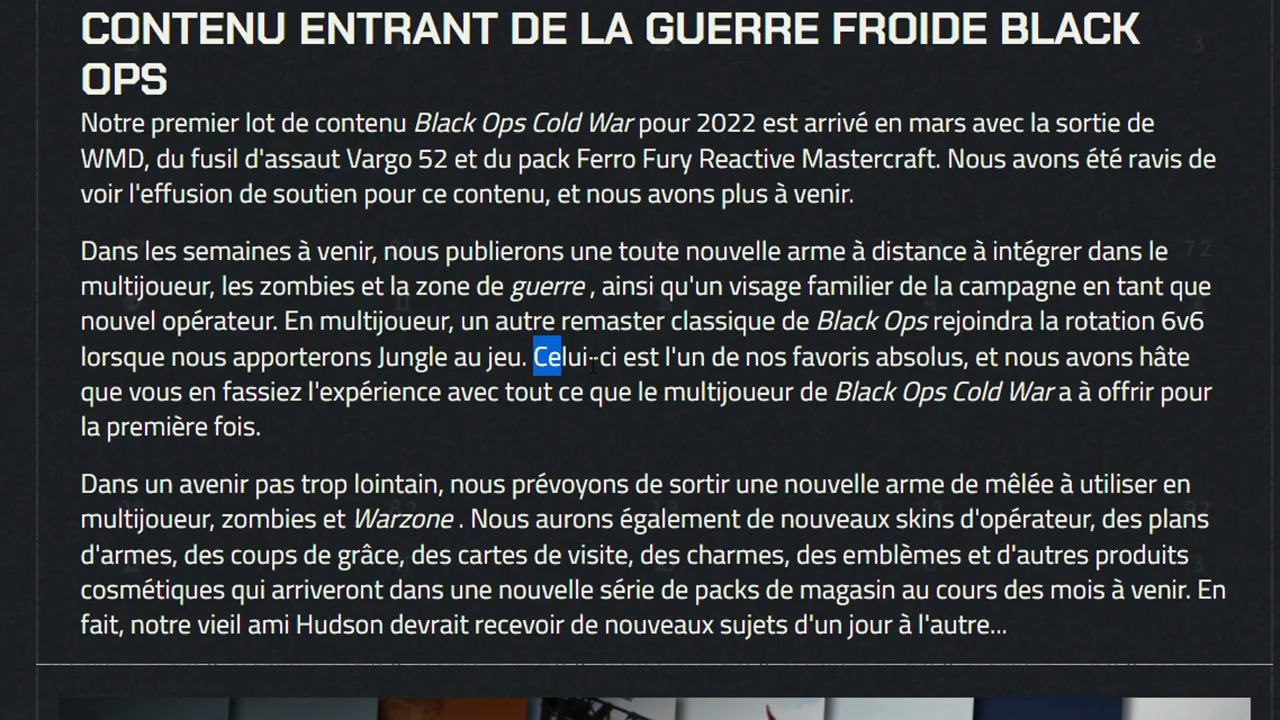 CONTENU ENTRANT DE LA GUERRE FROIDE BLACK
OPS
Notre premier lot de contenu Black Ops Cold War pour 2022 est arrivé en mars avec la sortie de
WMD, du fusil d'assaut Vargo 52 et du pack Ferro Fury Reactive Mastercraft. Nous avons été ravis de
voir l'effusion de soutien pour ce contenu, et nous avons plus à venir.
Dans les semaines à venir, nous publierons une toute nouvelle arme à distance à intégrer dans le
multijoueur, les zombies et la zone de guerre , ainsi qu'un visage familier de la campagne en tant que
nouvel opérateur. En multijoueur, un autre remaster classique de Black Ops rejoindra la rotation 6v6
lorsque nous apporterons Jungle au jeu. Celui-ci est l'un de nos favoris absolus, et nous avons hâte
que vous en fassiez l'expérience avec tout ce que le multijoueur de Black Ops Cold War a à offrir pour
la première fois.
Dans un avenir pas trop lointain, nous prévoyons de sortir une nouvelle arme de mêlée à utiliser en
multijoueur, zombies et Warzone . Nous aurons également de nouveaux skins d'opérateur, des plans
d'armes, des coups de grâce, des cartes de visite, des charmes, des emblèmes et d'autres produits
cosmétiques qui arriveront dans une nouvelle série de packs de magasin au cours des mois à venir. En
fait, notre vieil ami Hudson devrait recevoir de nouveaux sujets d'un jour à l'autre...